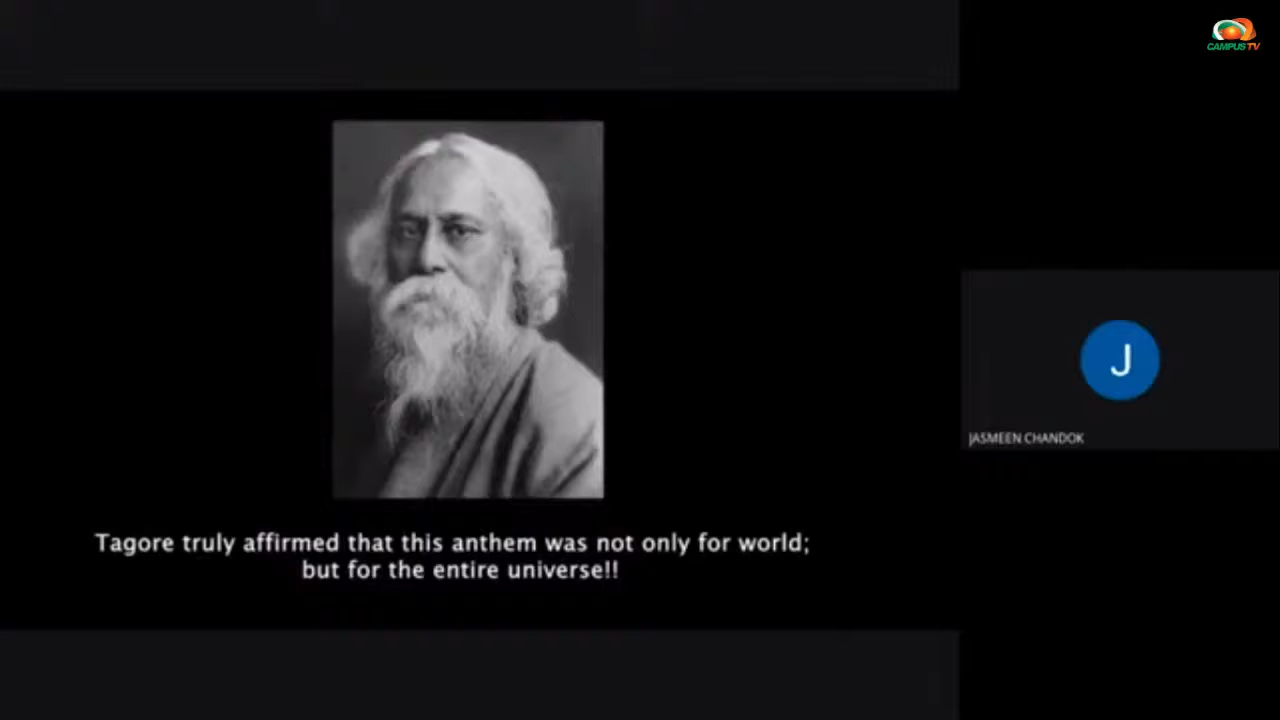 CAMPUS TV
J
JASMEEN CHANDOK
Tagore truly affirmed that this anthem was not only for world;
but for the entire universe!!